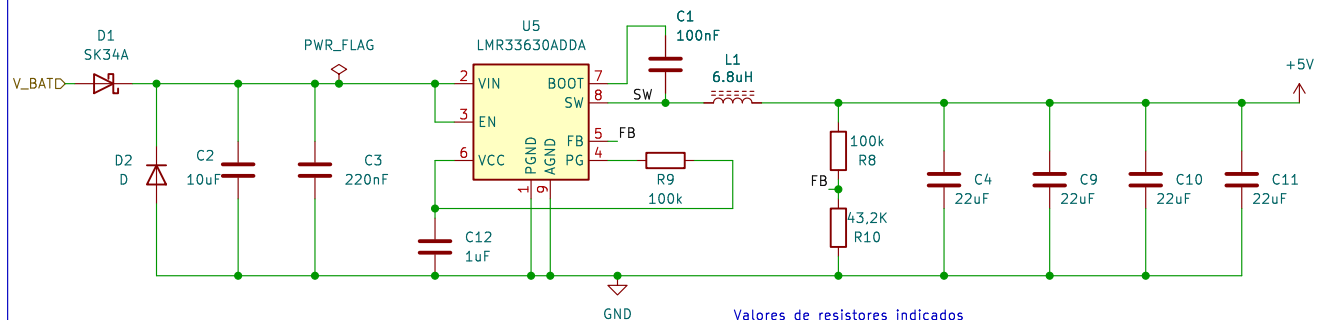 D1
SK34A
V_BAT
PWR_FLAG
D2
D
C2
10uF
C3
220nF
U5
LMR33630ADDA
2
VIN
3
EN
6
VCC
BOOT
7
SW
8
FB
5
PG
4
PGND
1
AGND
9
C1
100nF
SW
L1
6.8uH
FB
R9
100k
C12
1uF
100k
R8
FB
43,2K
R10
C4
22uF
C9
22uF
C10
22uF
C11
22uF
+5V
GND
Valores de resistores indicados